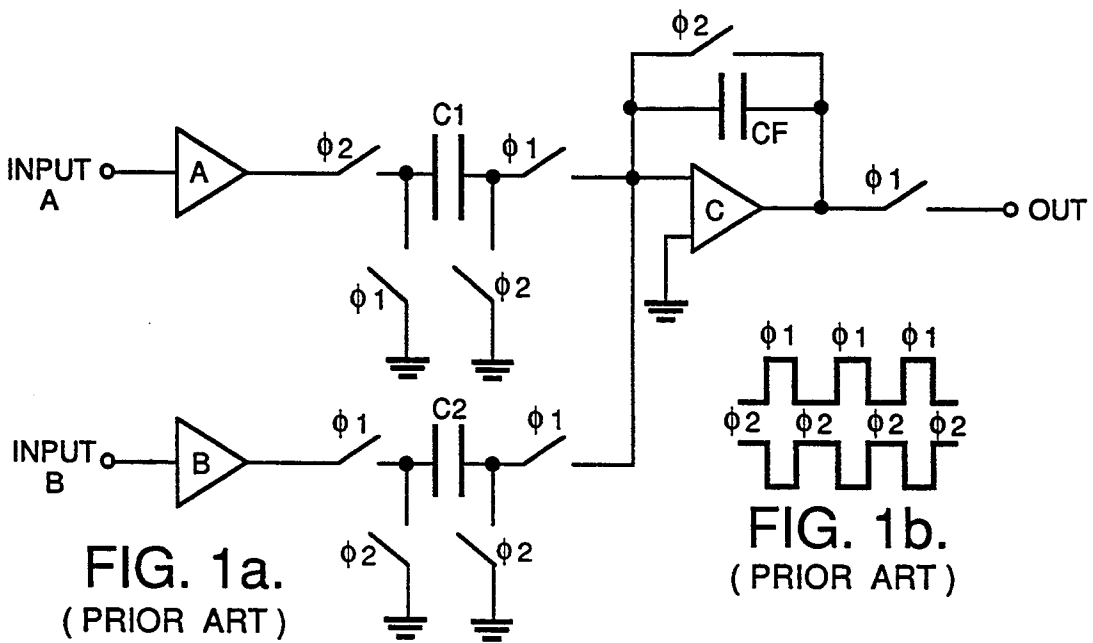 ϕ2
C1
CF
INPUT
A
A
ϕ2
ϕ1
C
ϕ1
OUT
ϕ1
ϕ2
ϕ1 ϕ1 ϕ1
INPUT
B
B
ϕ1
C2
ϕ1
ϕ2 ϕ2 ϕ2 ϕ2
ϕ2
ϕ2
FIG. 1a.
( PRIOR ART )
FIG. 1b.
( PRIOR ART )